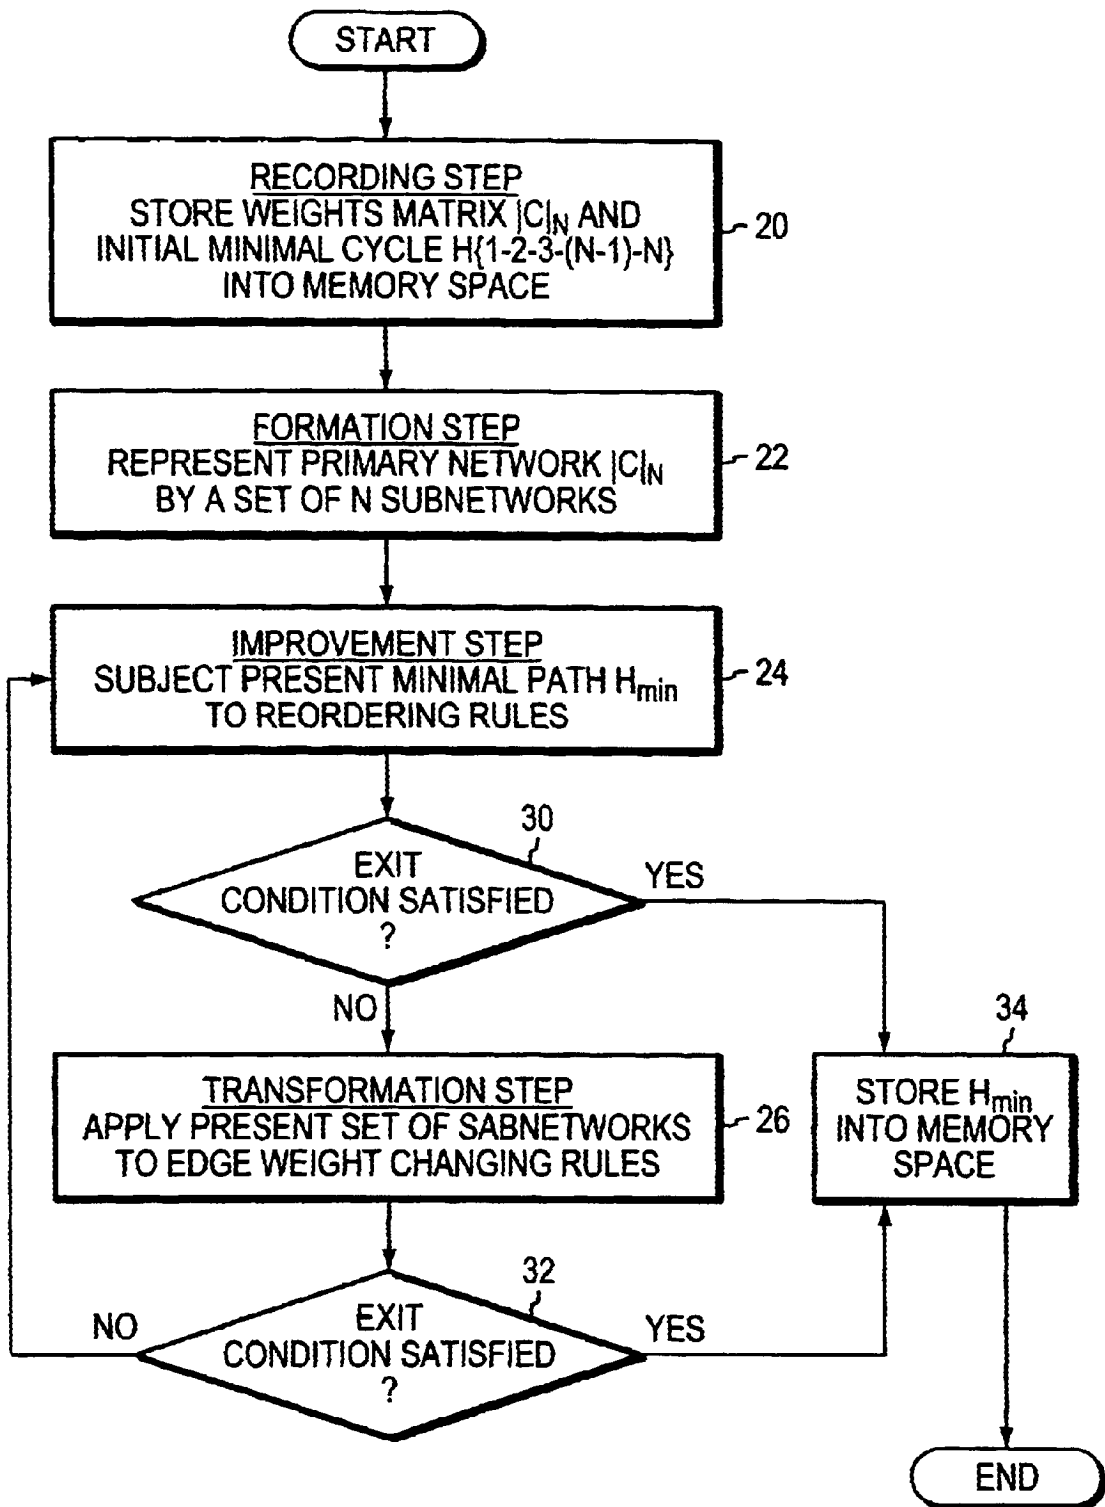 START
RECORDING STEP
STORE WEIGHTS MATRIX |C|N AND
INITIAL MINIMAL CYCLE H{1-2-3-(N-1)-N}
INTO MEMORY SPACE
20
FORMATION STEP
REPRESENT PRIMARY NETWORK |C|N
BY A SET OF N SUBNETWORKS
22
IMPROVEMENT STEP
SUBJECT PRESENT MINIMAL PATH Hmin
TO REORDERING RULES
24
30
EXIT
CONDITION SATISFIED
?
YES
NO
TRANSFORMATION STEP
APPLY PRESENT SET OF SABNETWORKS
TO EDGE WEIGHT CHANGING RULES
26
34
STORE Hmin
INTO MEMORY
SPACE
32
EXIT
CONDITION SATISFIED
?
NO
YES
END